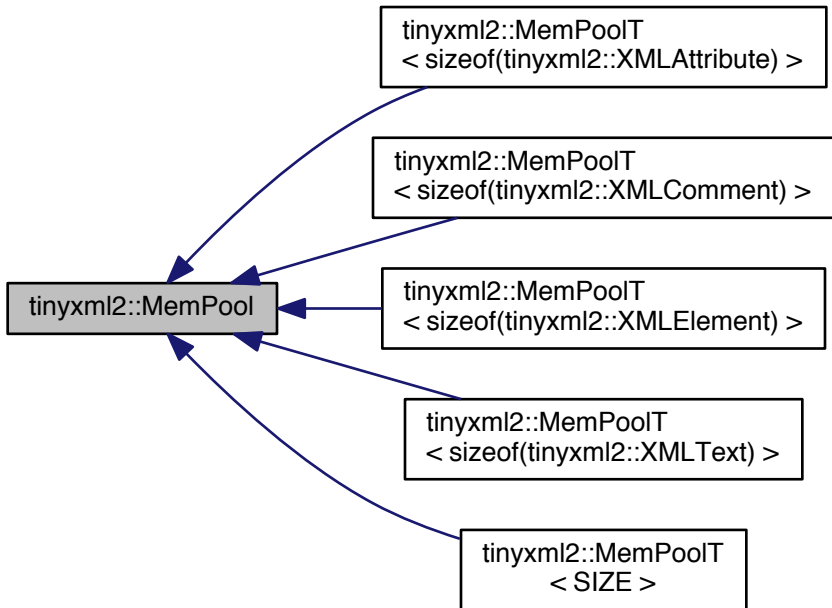 tinyxml2::MemPoolT
< sizeof(tinyxml2::XMLAttribute) >
tinyxml2::MemPoolT
< sizeof(tinyxml2::XMLComment) >
tinyxml2::MemPool
tinyxml2::MemPoolT
< sizeof(tinyxml2::XMLElement) >
tinyxml2::MemPoolT
< sizeof(tinyxml2::XMLText) >
tinyxml2::MemPoolT
< SIZE >